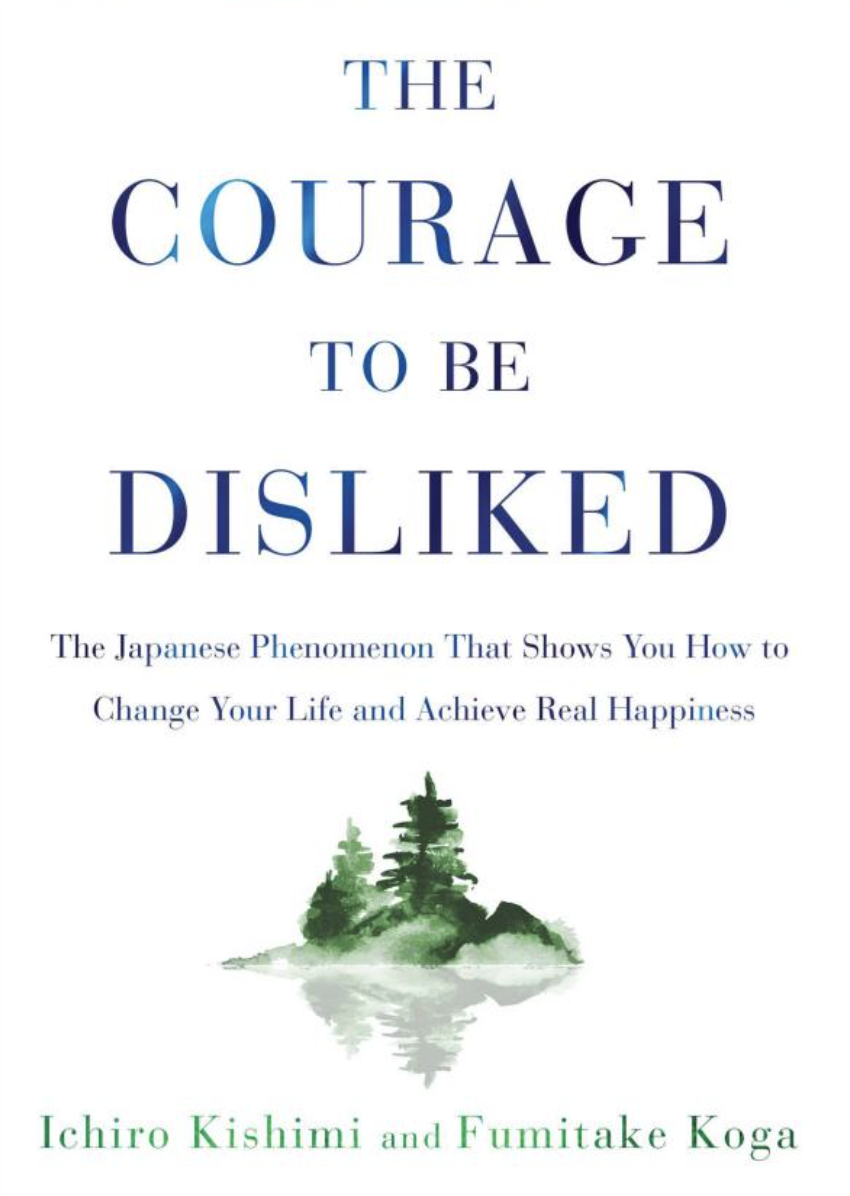 THE
COURAGE
TO BE
DISLIKED
The Japanese Phenomenon That Shows You How to
Change Your Life and Achieve Real Happiness
Ichiro Kishimi and Fumitake Koga